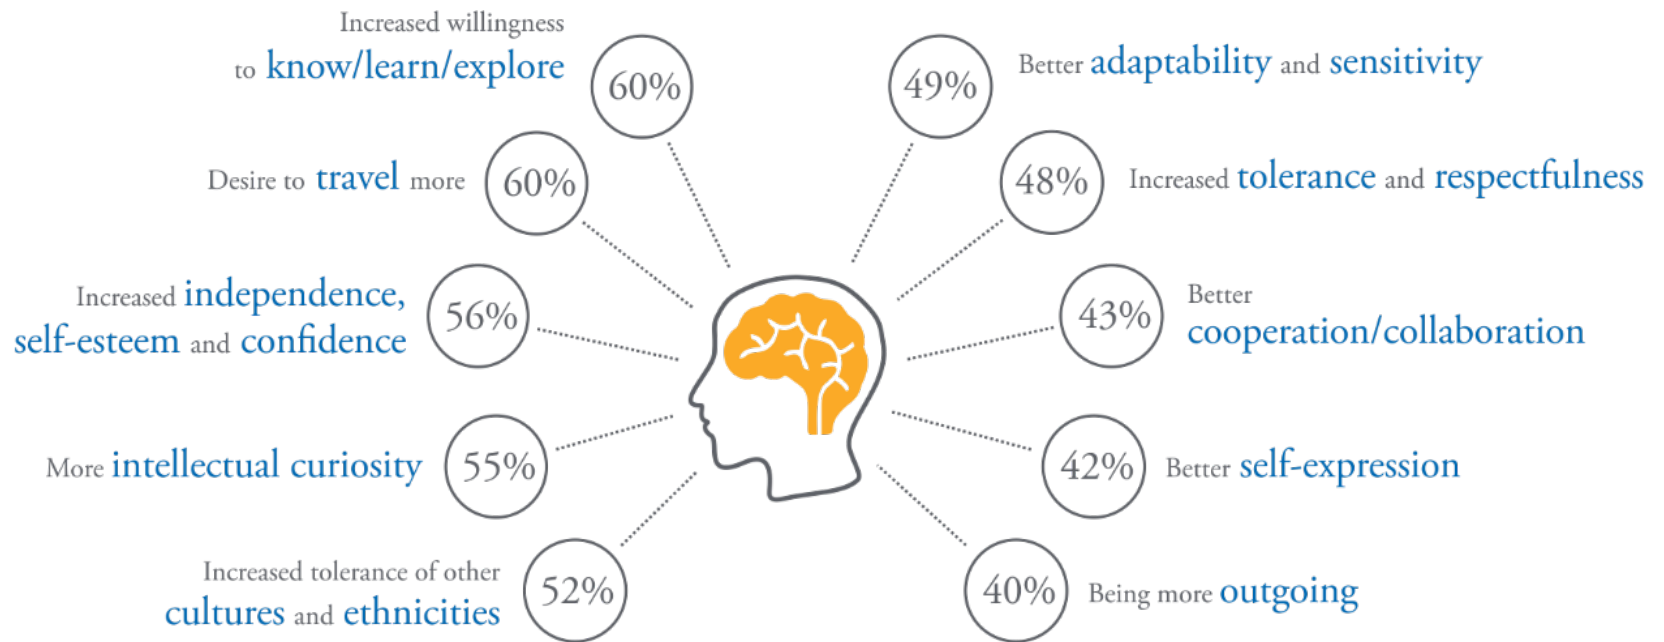 Increased willingness
to know/learn/explore
60%
Desire to travel more
60%
Increased independence,
self-esteem and confidence
56%
More intellectual curiosity
55%
Increased tolerance of other
cultures and ethnicities
52%
49%
Better adaptability and sensitivity
48%
Increased tolerance and respectfulness
43%
Better
cooperation/collaboration
42%
Better self-expression
40%
Being more outgoing